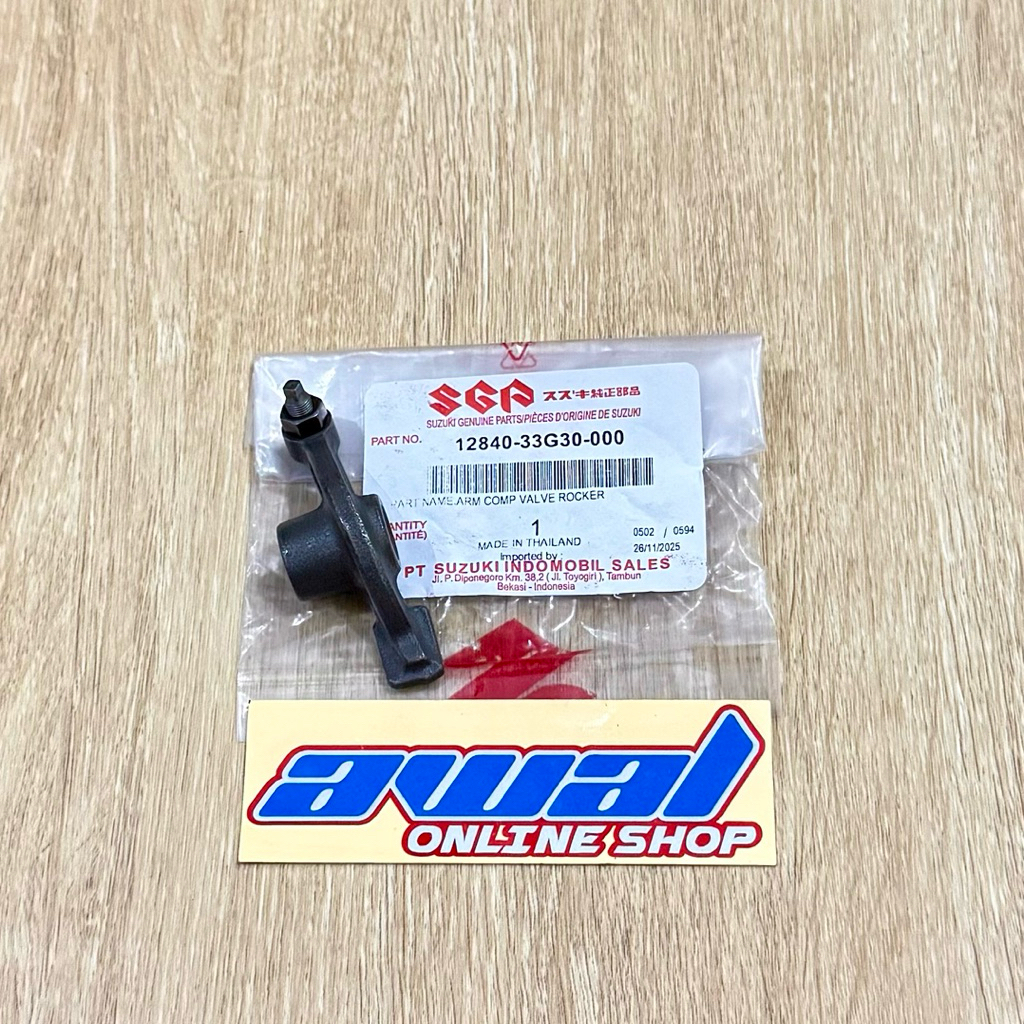 SGP スズキ純正部品
SUZUKI GENUINE PARTS/PIÈCES D'ORIGINE DE SUZUKI
PART NO. 12840-33G30-000
PART NAME.ARM COMP VALVE ROCKER
ANTITY 1 0502 / 0594
ANTITÉ) MADE IN THAILAND 26/11/2025
Imported by :
PT SUZUKI INDOMOBIL SALES
Jl. P. Diponegoro Km. 38,2 ( Jl. Toyogiri ), Tambun
Bekasi - Indonesia
awal
ONLINE SHOP